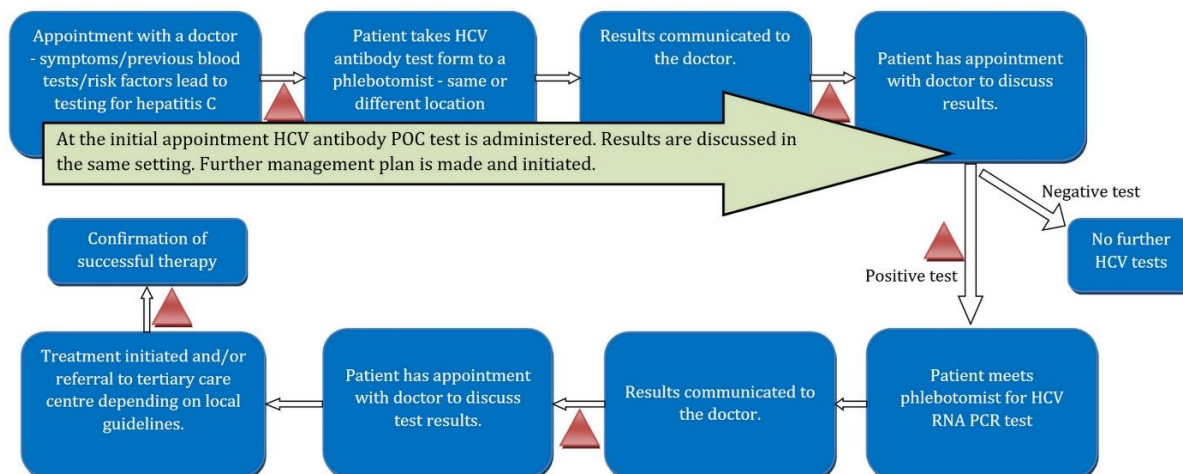 Appointment with a doctor
- symptoms/previous blood
tests/risk factors lead to
testing for hepatitis C
Patient takes HCV
antibody test form to a
phlebotomist - same or
different location
Results communicated to
the doctor.
Patient has appointment
with doctor to discuss
results.
At the initial appointment HCV antibody POC test is administered. Results are discussed in
the same setting. Further management plan is made and initiated.
Negative test
No further
HCV tests
Positive test
Patient meets
phlebotomist for HCV
RNA PCR test
Results communicated to
the doctor.
Patient has appointment
with doctor to discuss
test results.
Treatment initiated and/or
referral to tertiary care
centre depending on local
guidelines.
Confirmation of
successful therapy